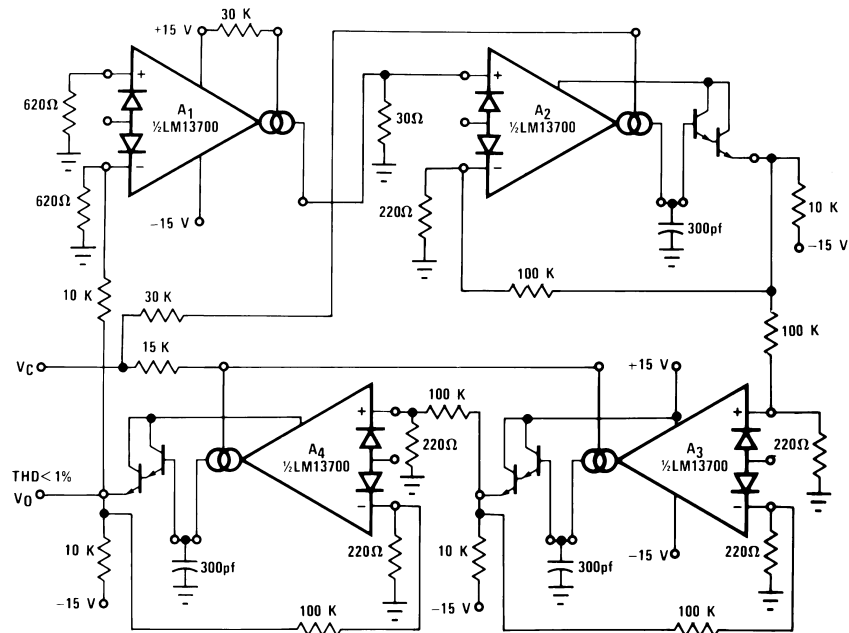 +15 V
30 K
620Ω
+
A1
½LM13700
−
620Ω
−15 V
30Ω
+
A2
½LM13700
−
220Ω
300pf
10 K
−15 V
100 K
10 K
30 K
100 K
VC
15 K
+15 V
100 K
+
A4
½LM13700
−
220Ω
+
A3
½LM13700
−
220Ω
THD<1%
VO
10 K
300pf
220Ω
10 K
300pf
−15 V
220Ω
−15 V
−15 V
100 K
100 K